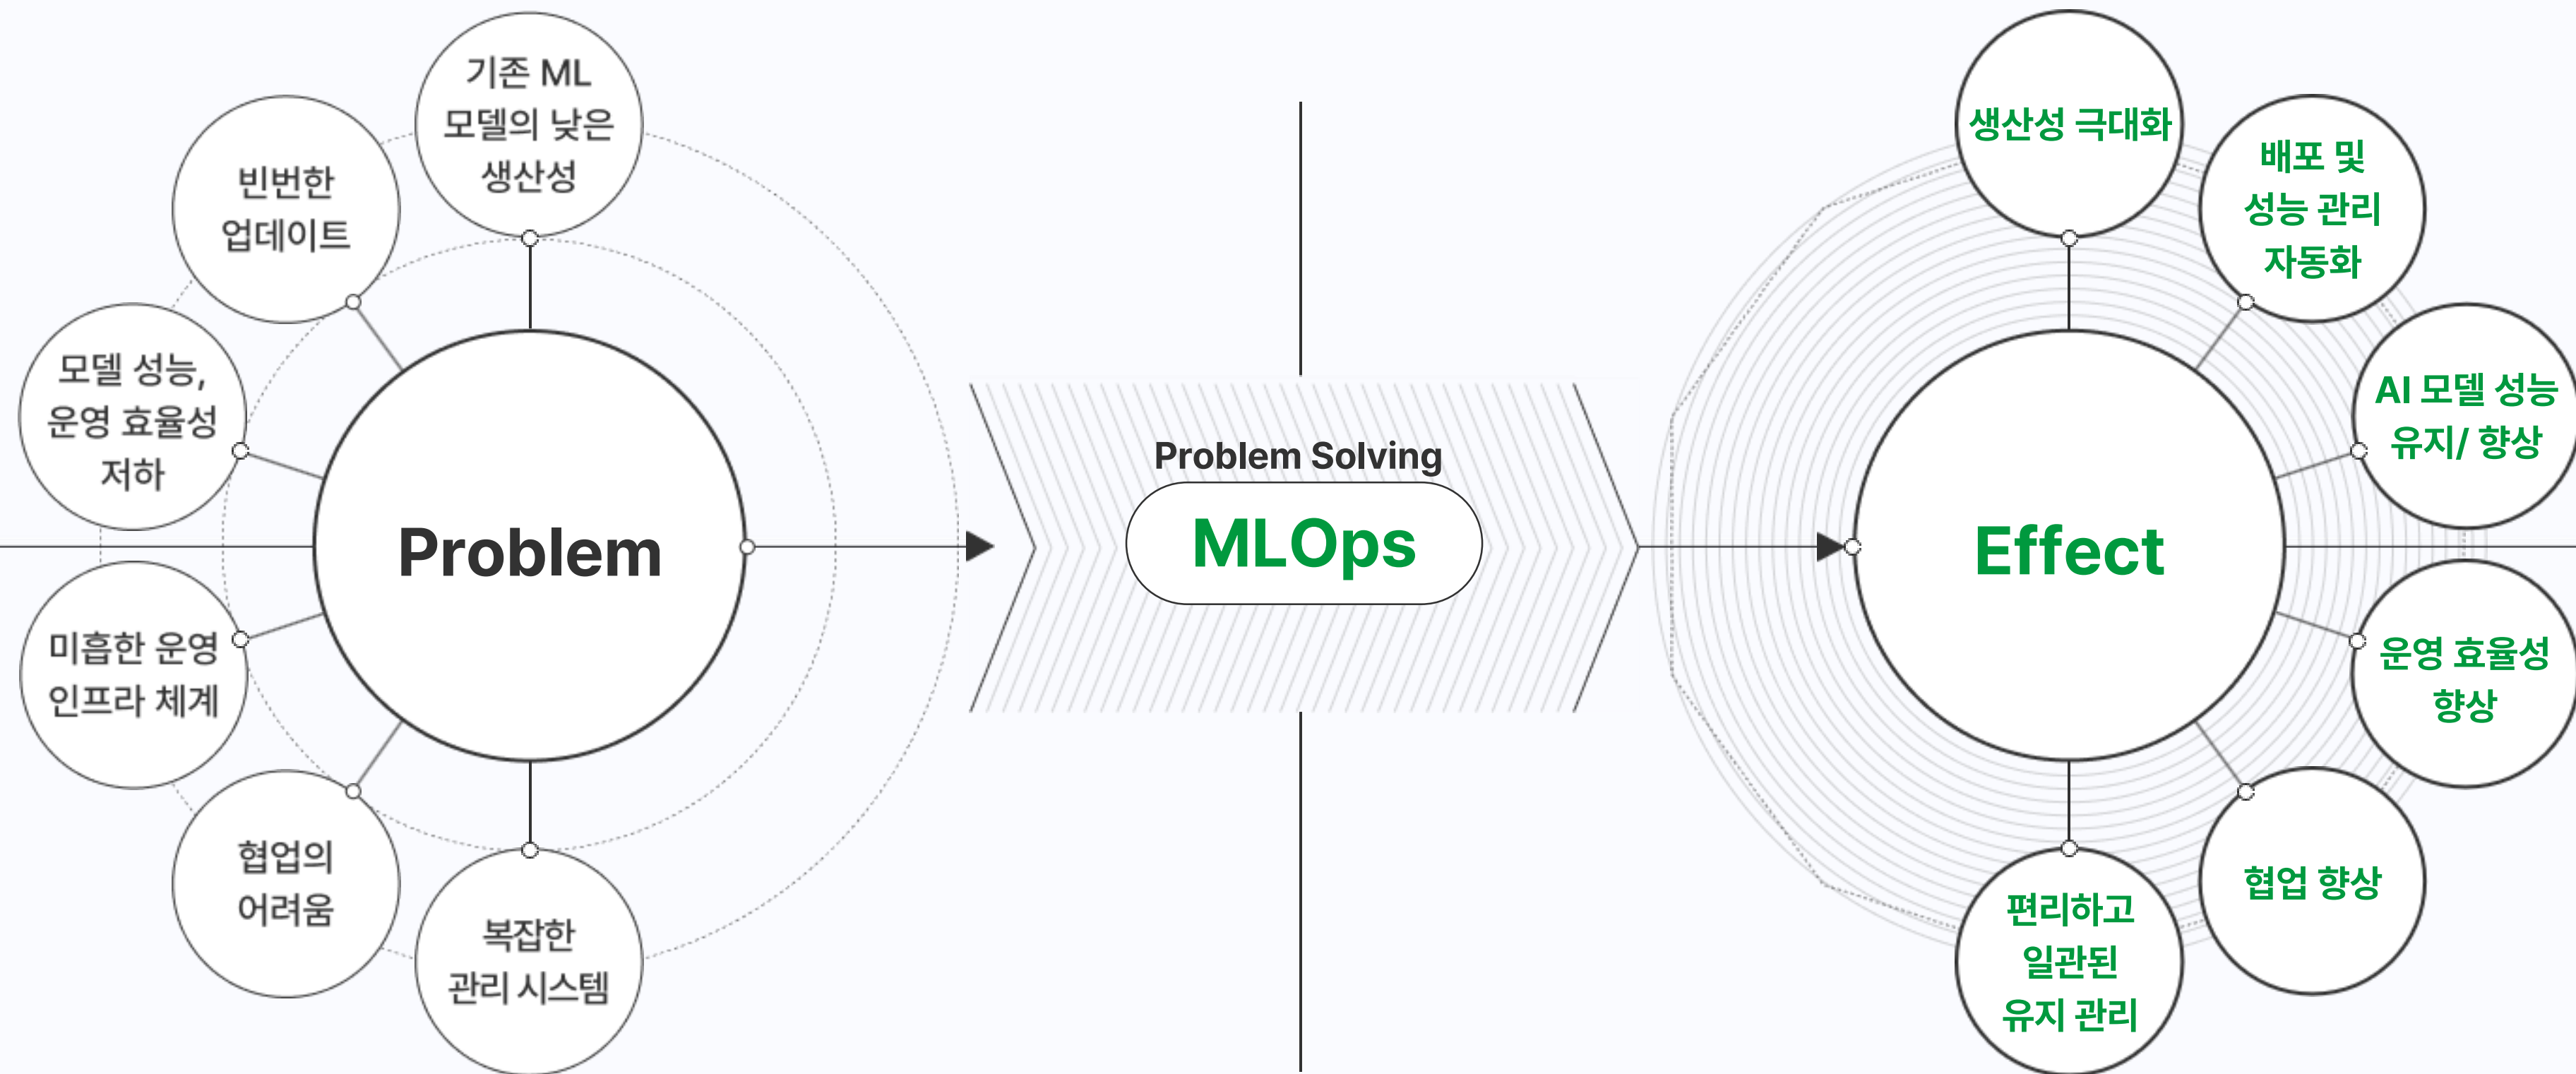 기존 ML
모델의 낮은
생산성
빈번한
업데이트
모델 성능,
운영 효율성
저하
Problem
미흡한 운영
인프라 체계
협업의
어려움
복잡한
관리 시스템
Problem Solving
MLOps
생산성 극대화
배포 및
성능 관리
자동화
AI 모델 성능
유지/ 향상
Effect
운영 효율성
향상
협업 향상
편리하고
일관된
유지 관리